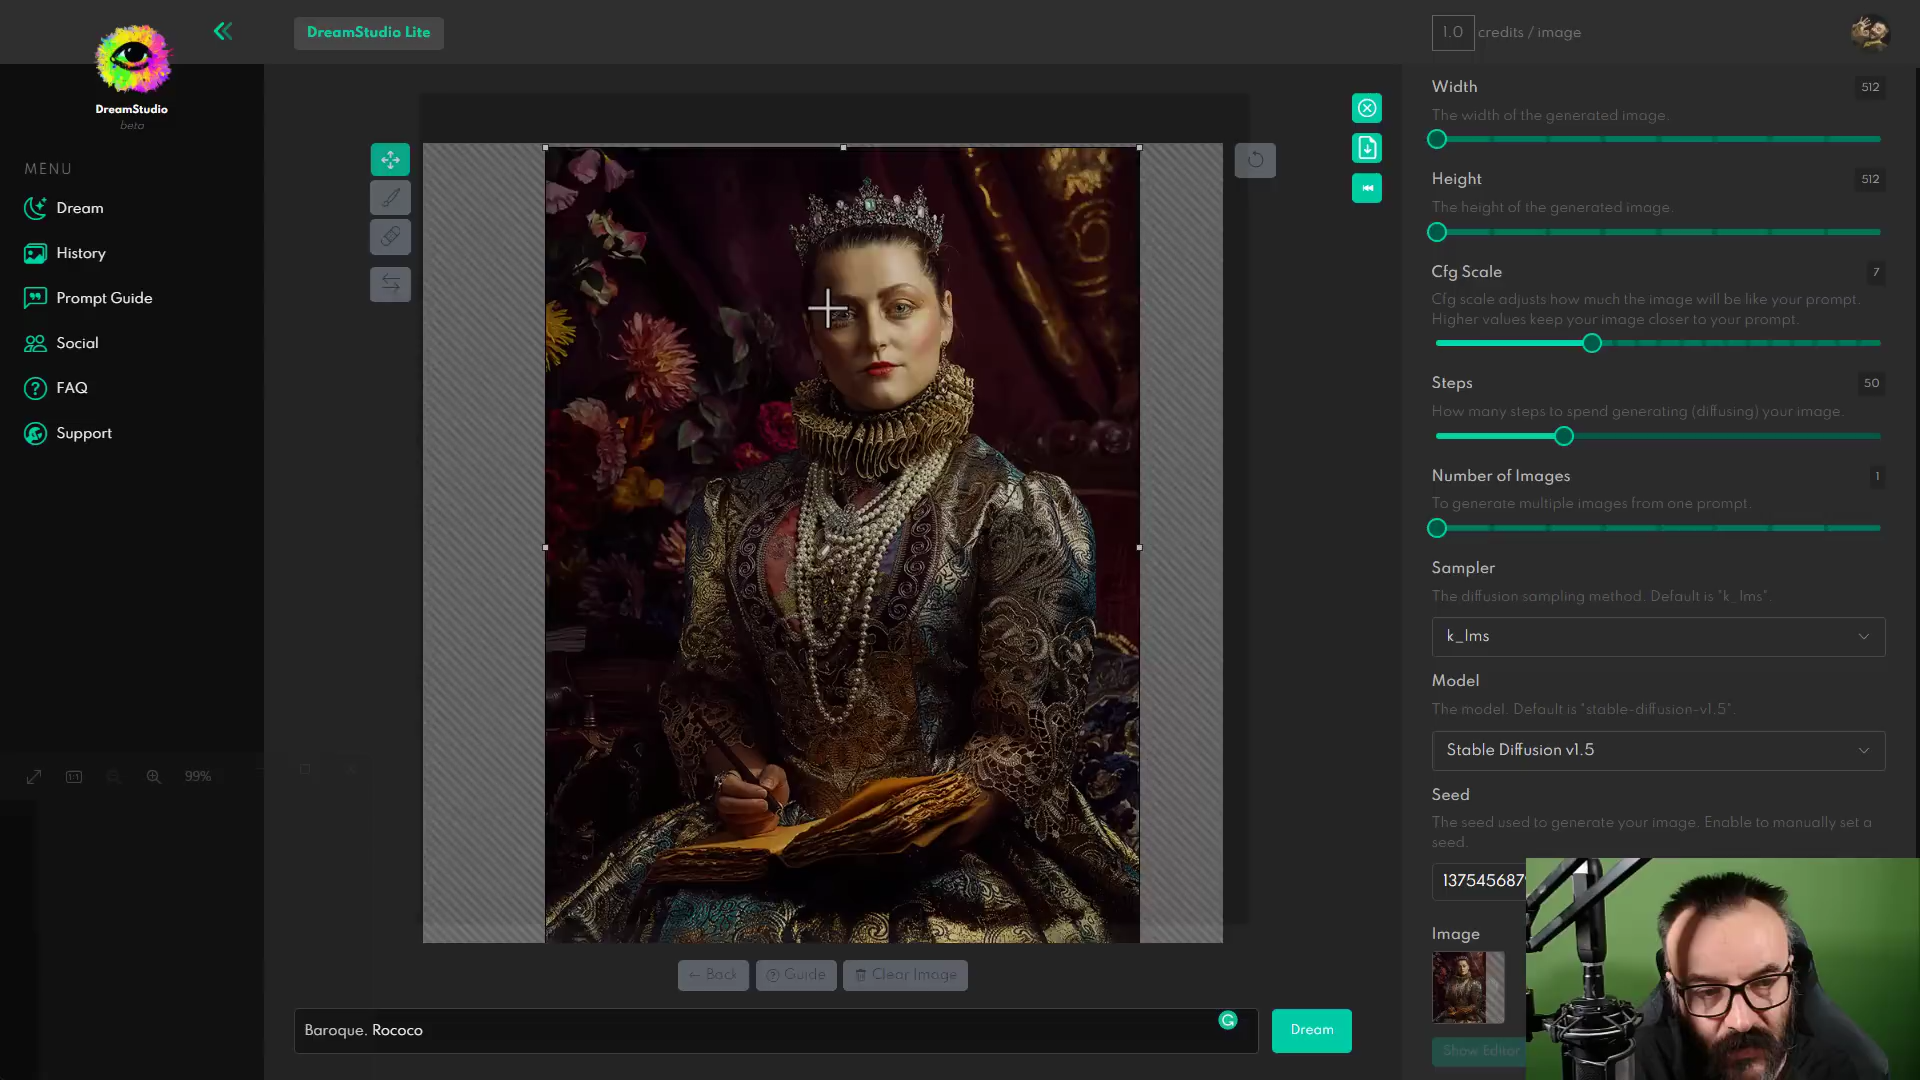 DreamStudio Lite
1.0 credits / image
DreamStudio
beta
MENU
Dream
History
Prompt Guide
Social
FAQ
Support
99%
Width
512
The width of the generated image.
Height
512
The height of the generated image.
Cfg Scale
7
Cfg scale adjusts how much the image will be like your prompt.
Higher values keep your image closer to your prompt.
Steps
50
How many steps to spend generating (diffusing) your image.
Number of Images
1
To generate multiple images from one prompt.
Sampler
The diffusion sampling method. Default is "k_lms".
k_lms
Model
The model. Default is "stable-diffusion-v1.5".
Stable Diffusion v1.5
Seed
The seed used to generate your image. Enable to manually set a
seed.
137545687
Image
Show Editor
← Back
Guide
Clear Image
Baroque. Rococo
Dream